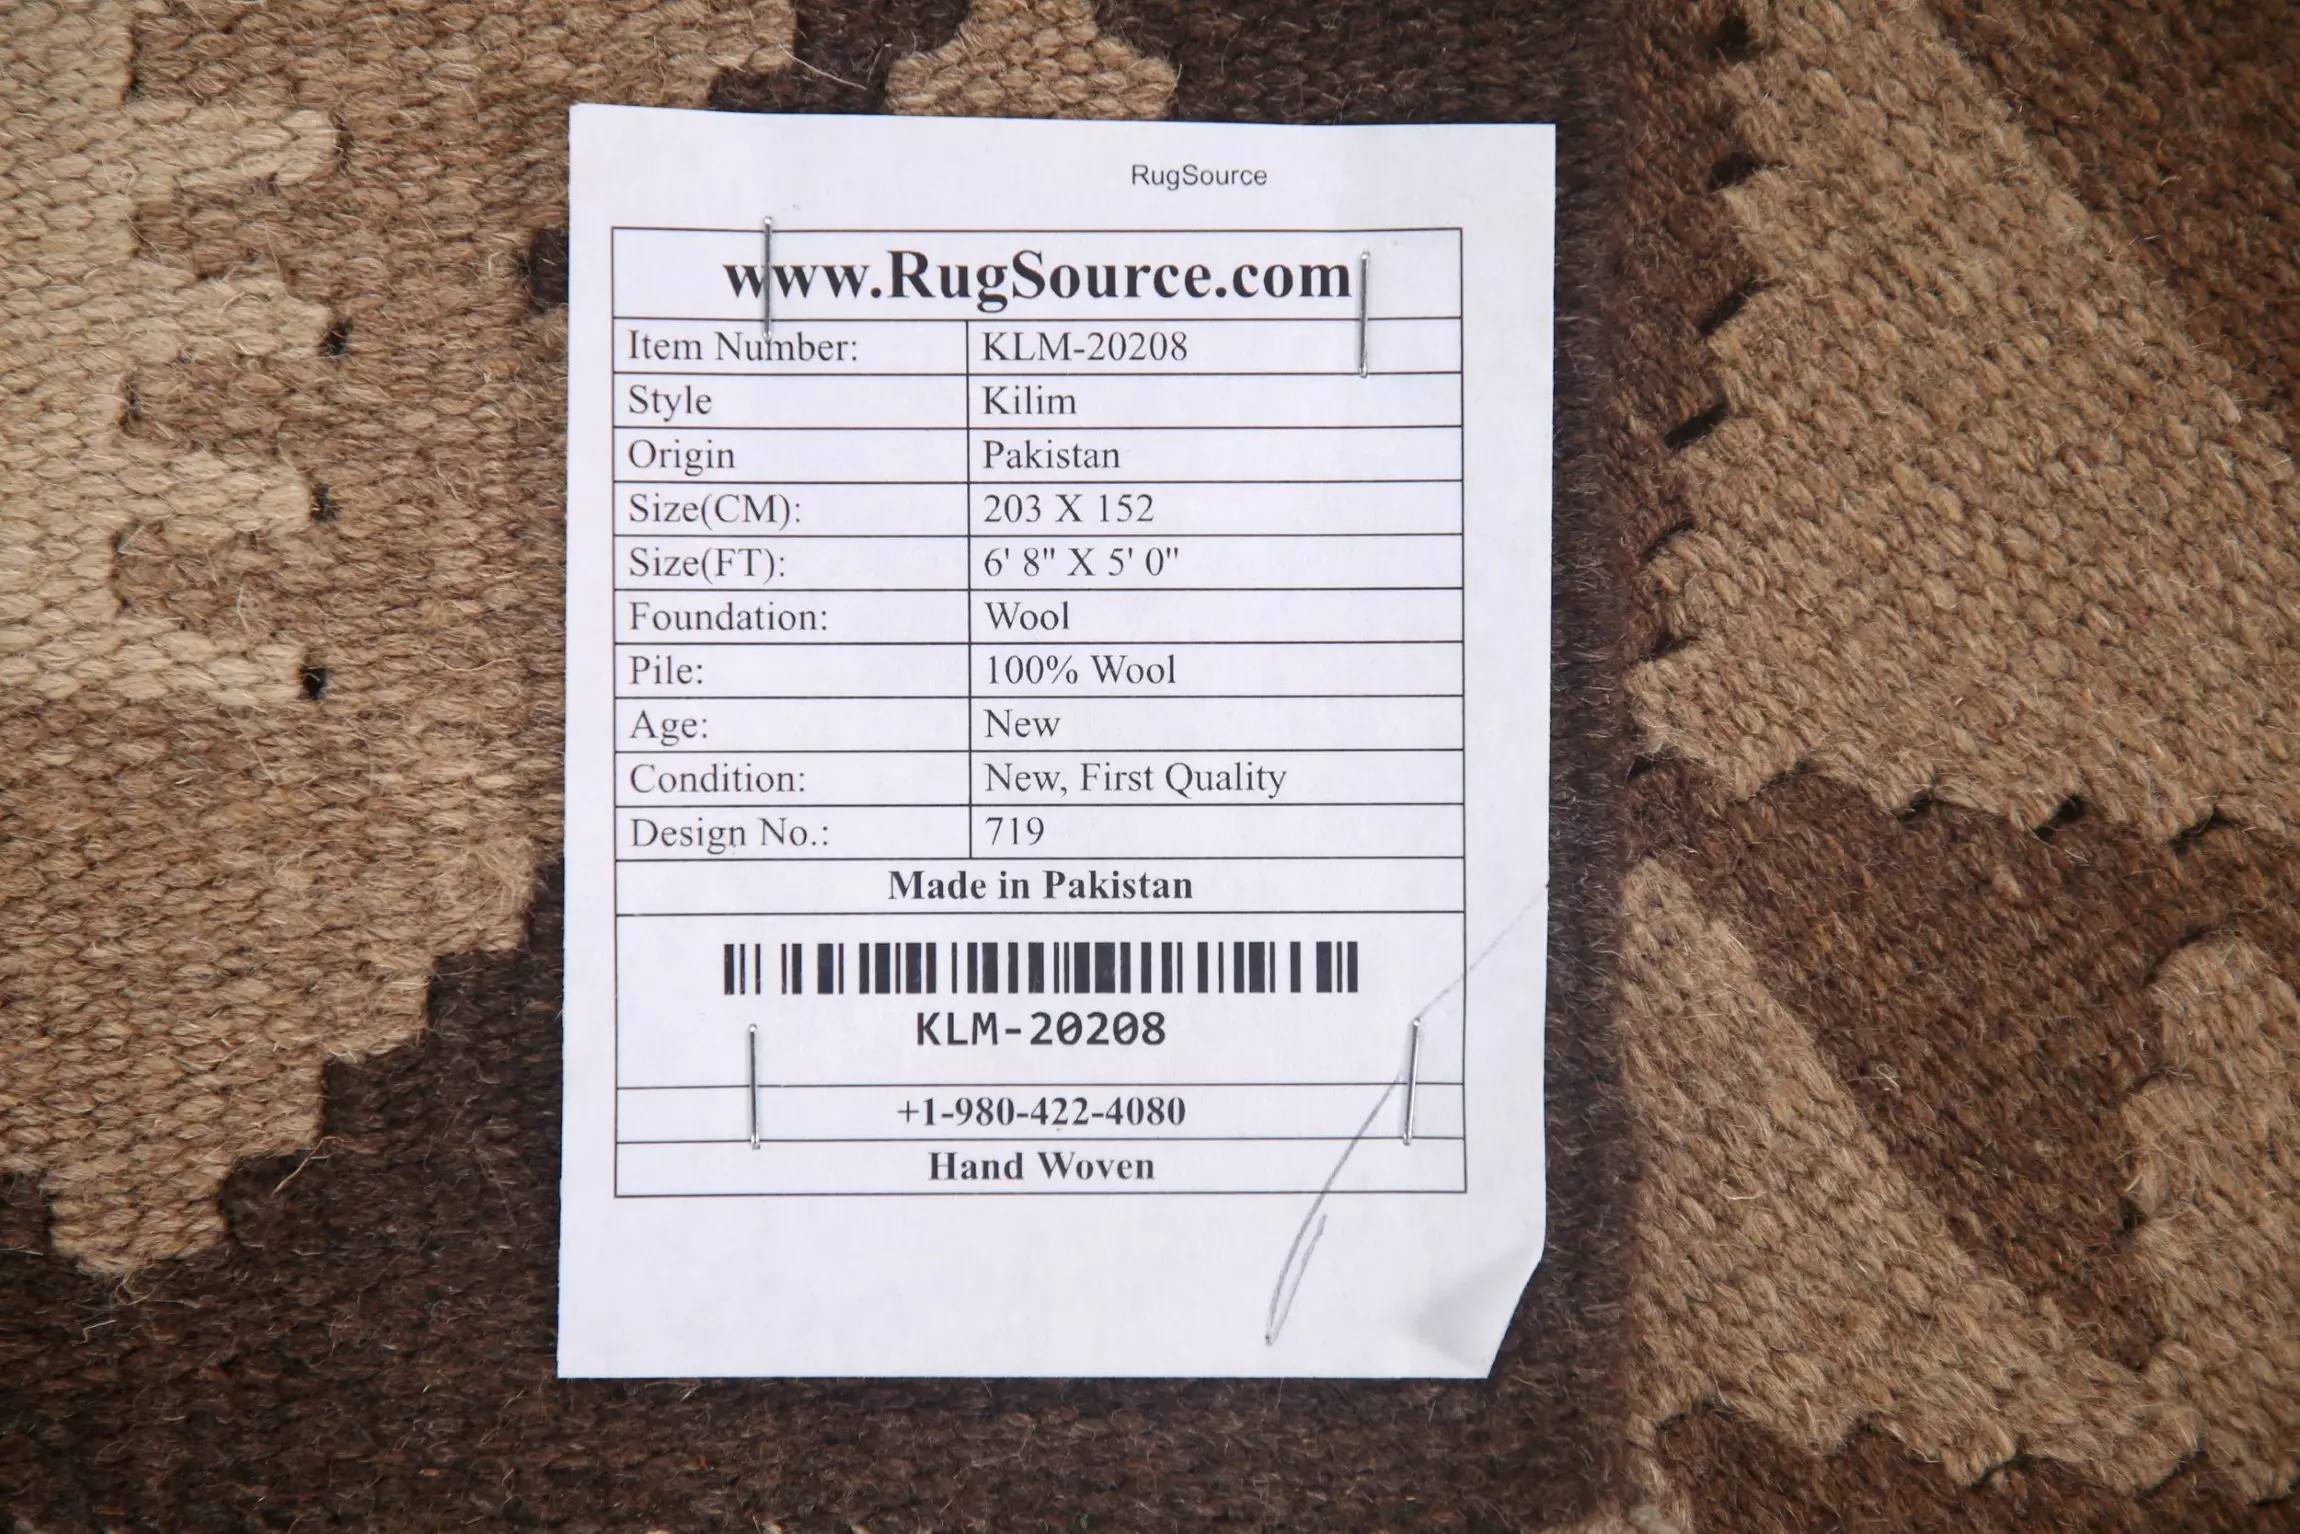 RugSource
www.RugSource.com
Item Number: KLM-20208
Style Kilim
Origin Pakistan
Size(CM): 203 X 152
Size(FT): 6' 8" X 5' 0"
Foundation: Wool
Pile: 100% Wool
Age: New
Condition: New, First Quality
Design No.: 719
Made in Pakistan
KLM-20208
+1-980-422-4080
Hand Woven